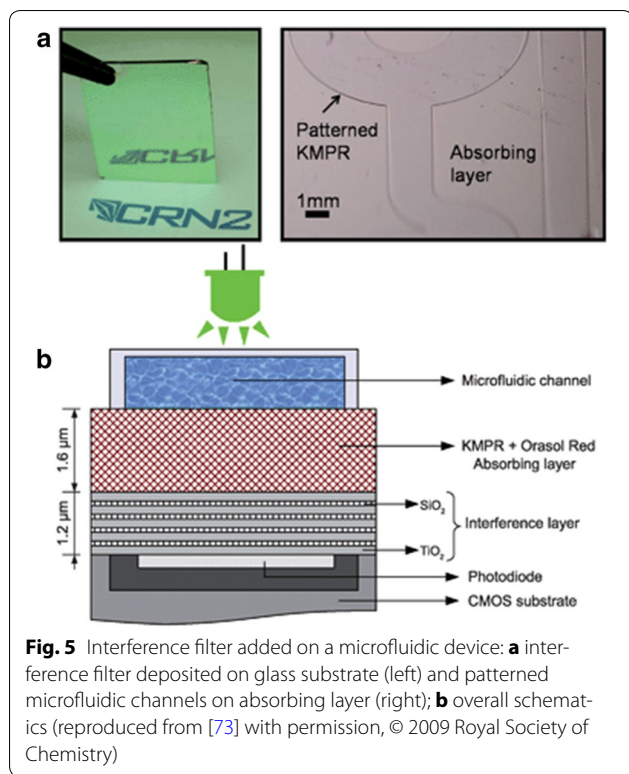 a
CRN2
CRN2
Patterned
KMPR
Absorbing
layer
1mm
b
Microfluidic channel
1.6 μm
KMPR + Orasol Red
Absorbing layer
1.2 μm
SiO₂
Interference layer
TiO₂
Photodiode
CMOS substrate
Fig. 5 Interference filter added on a microfluidic device: a inter-
ference filter deposited on glass substrate (left) and patterned
microfluidic channels on absorbing layer (right); b overall schemat-
ics (reproduced from [73] with permission, © 2009 Royal Society of
Chemistry)